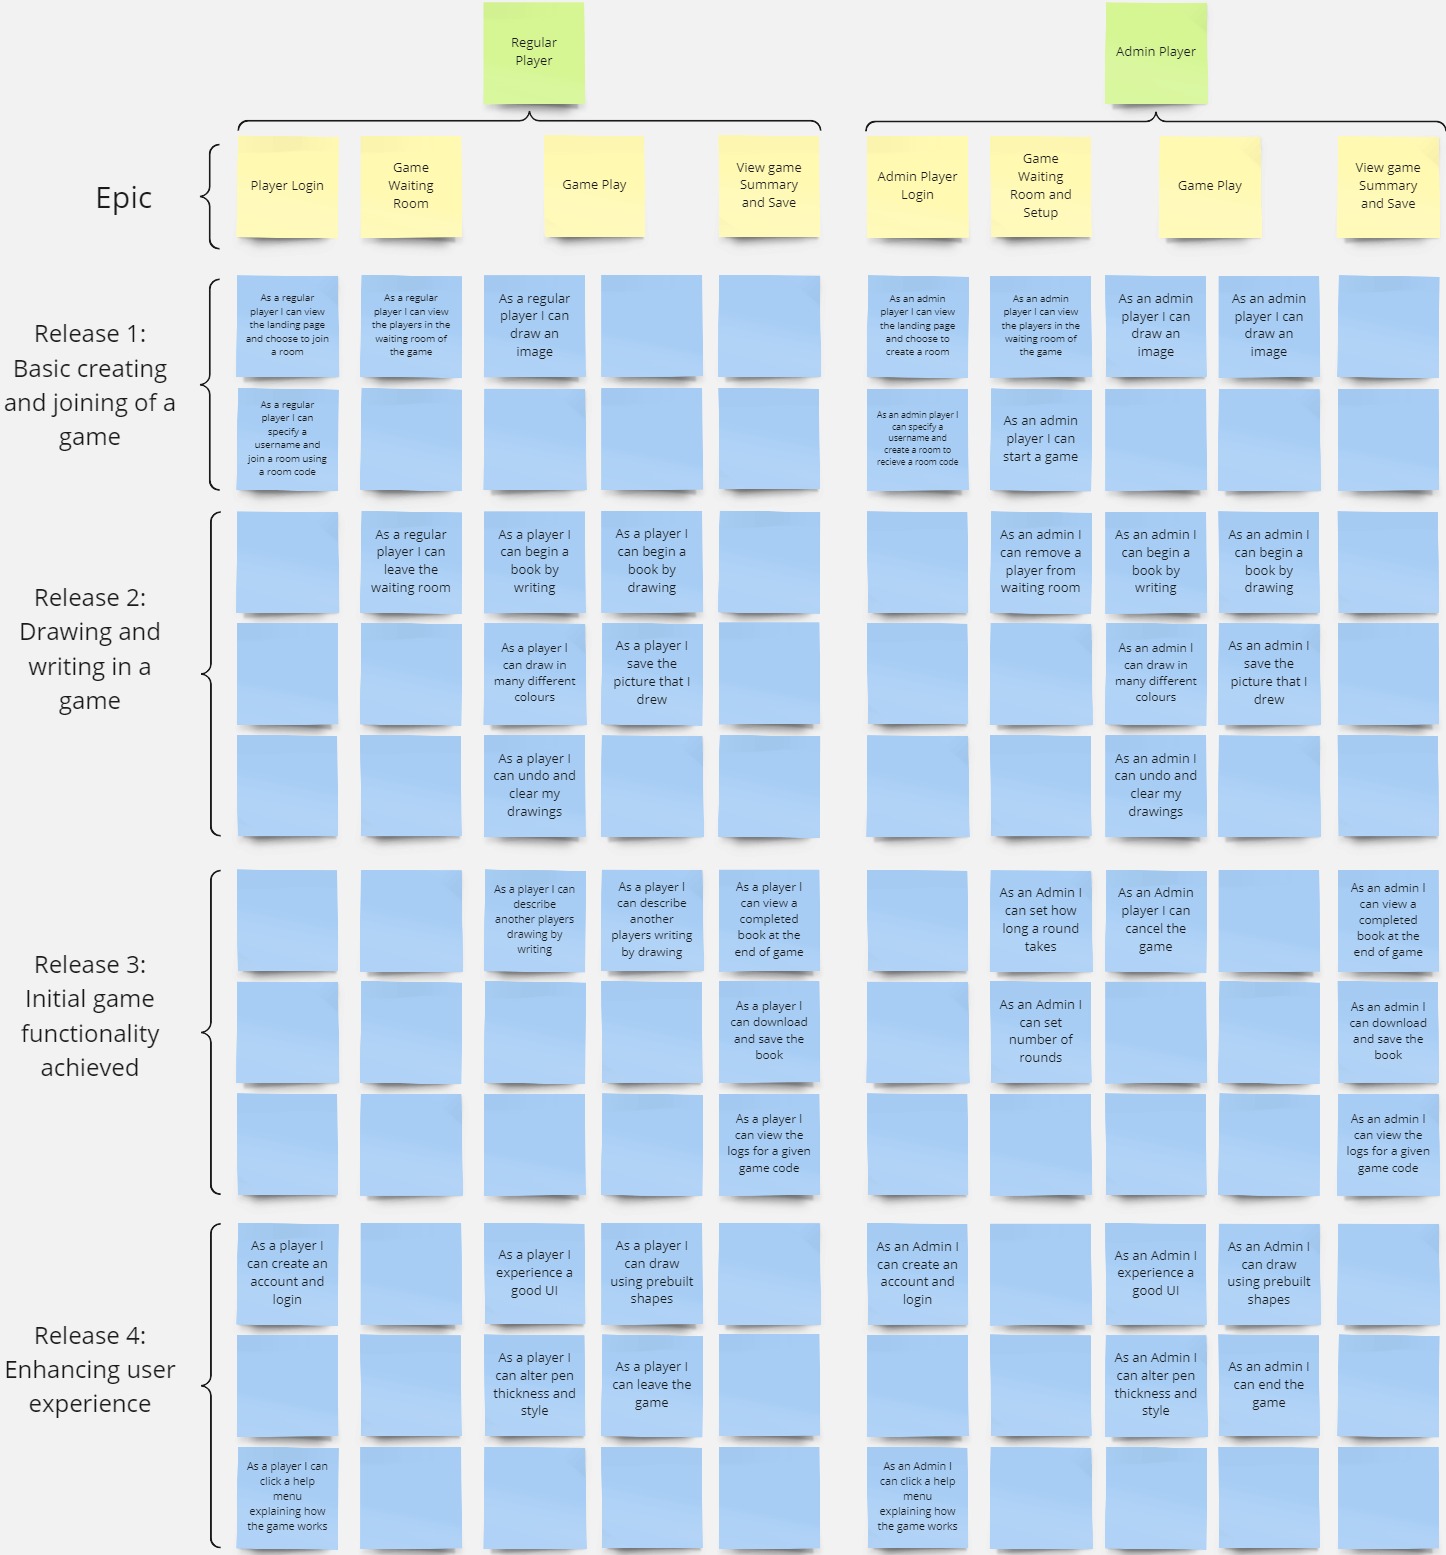 Regular
Player
Admin Player
Epic
Player Login
Game
Waiting
Room
Game Play
View game
Summary
and Save
Admin Player
Login
Game
Waiting
Room and
Setup
Game Play
View game
Summary
and Save
Release 1:
Basic creating
and joining of a
game
As a regular
player I can view
the landing page
and choose to join
a room
As a regular
player I can view
the players in the
waiting room of
the game
As a regular
player I can
draw an
image
As an admin
player I can view
the landing page
and choose to
create a room
As an admin
player I can view
the players in the
waiting room of
the game
As an admin
player I can
draw an
image
As an admin
player I can
draw an
image
As a regular
player I can
specify a
username and
join a room using
a room code
As an admin player I
can specify a
username and
create a room to
recieve a room code
As an admin
player I can
start a game
Release 2:
Drawing and
writing in a
game
As a regular
player I can
leave the
waiting room
As a player I
can begin a
book by
writing
As a player I
can begin a
book by
drawing
As an admin I
can remove a
player from
waiting room
As an admin I
can begin a
book by
writing
As an admin I
can begin a
book by
drawing
As a player I
can draw in
many different
colours
As a player I
save the
picture that I
drew
As an admin I
can draw in
many different
colours
As an admin I
save the
picture that I
drew
As a player I
can undo and
clear my
drawings
As an admin I
can undo and
clear my
drawings
Release 3:
Initial game
functionality
achieved
As a player I can
describe
another players
drawing by
writing
As a player I
can describe
another
players writing
by drawing
As a player I
can view a
completed
book at the
end of game
As an Admin I
can set how
long a round
takes
As an Admin
player I can
cancel the
game
As an admin I
can view a
completed
book at the
end of game
As a player I
can download
and save the
book
As an Admin I
can set
number of
rounds
As an admin I
can download
and save the
book
As a player I
can view the
logs for a given
game code
As an admin I
can view the
logs for a given
game code
Release 4:
Enhancing user
experience
As a player I
can create an
account and
login
As a player I
experience a
good UI
As a player I
can draw
using prebuilt
shapes
As an Admin I
can create an
account and
login
As an Admin I
experience a
good UI
As an Admin I
can draw
using prebuilt
shapes
As a player I
can alter pen
thickness and
style
As a player I
can leave the
game
As an Admin I
can alter pen
thickness and
style
As an admin I
can end the
game
As a player I can
click a help
menu
explaining how
the game works
As an Admin I
can click a help
menu
explaining how
the game works